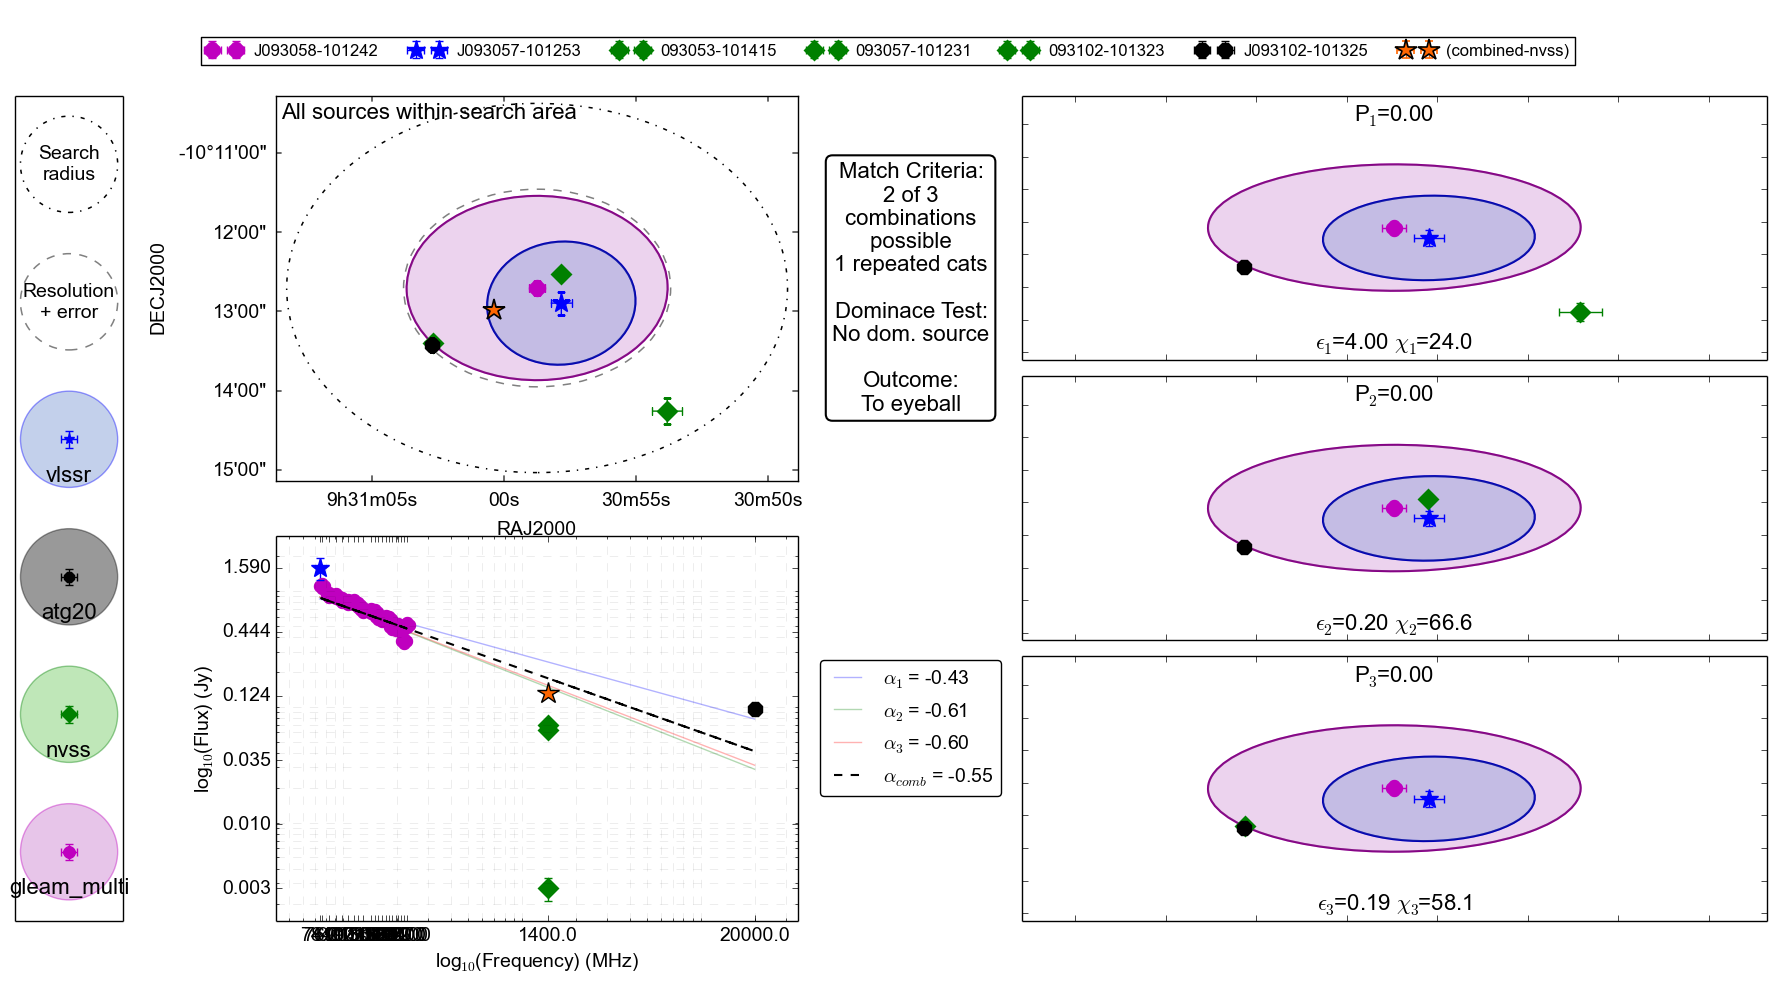 J093058-101242 J093057-101253 093053-101415 093057-101231 093102-101323 J093102-101325 (combined-nvss)
Search
radius
Resolution
+ error
vlssr
atg20
nvss
gleam_multi
All sources within search area
DECJ2000
-10°11'00"
12'00"
13'00"
14'00"
15'00"
9h31m05s 00s 30m55s 30m50s
RAJ2000
Match Criteria:
2 of 3
combinations
possible
1 repeated cats
Dominace Test:
No dom. source
Outcome:
To eyeball
log₁₀(Flux) (Jy)
1.590
0.444
0.124
0.035
0.010
0.003
1400.0 20000.0
log₁₀(Frequency) (MHz)
α₁ = -0.43
α₂ = -0.61
α₃ = -0.60
α_comb = -0.55
P₁=0.00
ϵ₁=4.00 χ₁=24.0
P₂=0.00
ϵ₂=0.20 χ₂=66.6
P₃=0.00
ϵ₃=0.19 χ₃=58.1